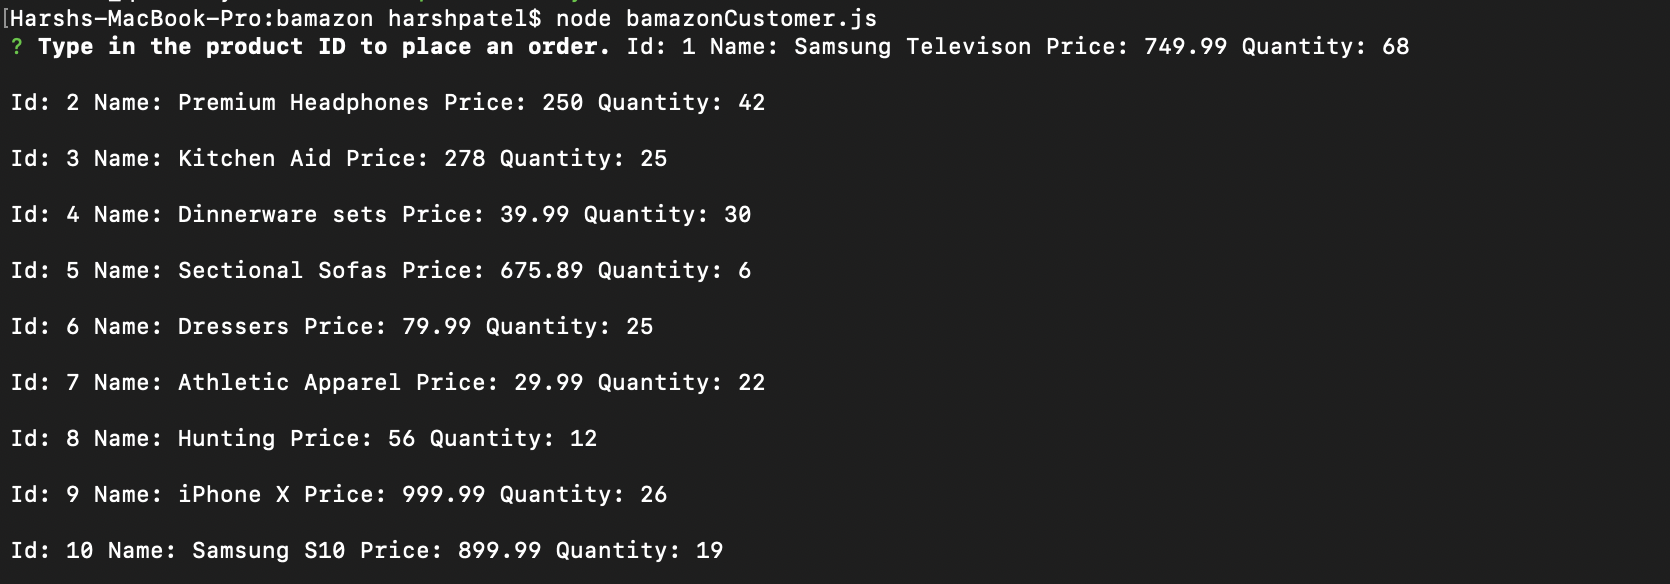 [Harshs-MacBook-Pro:bamazon harshpatel$ node bamazonCustomer.js
? Type in the product ID to place an order. Id: 1 Name: Samsung Televison Price: 749.99 Quantity: 68
Id: 2 Name: Premium Headphones Price: 250 Quantity: 42
Id: 3 Name: Kitchen Aid Price: 278 Quantity: 25
Id: 4 Name: Dinnerware sets Price: 39.99 Quantity: 30
Id: 5 Name: Sectional Sofas Price: 675.89 Quantity: 6
Id: 6 Name: Dressers Price: 79.99 Quantity: 25
Id: 7 Name: Athletic Apparel Price: 29.99 Quantity: 22
Id: 8 Name: Hunting Price: 56 Quantity: 12
Id: 9 Name: iPhone X Price: 999.99 Quantity: 26
Id: 10 Name: Samsung S10 Price: 899.99 Quantity: 19